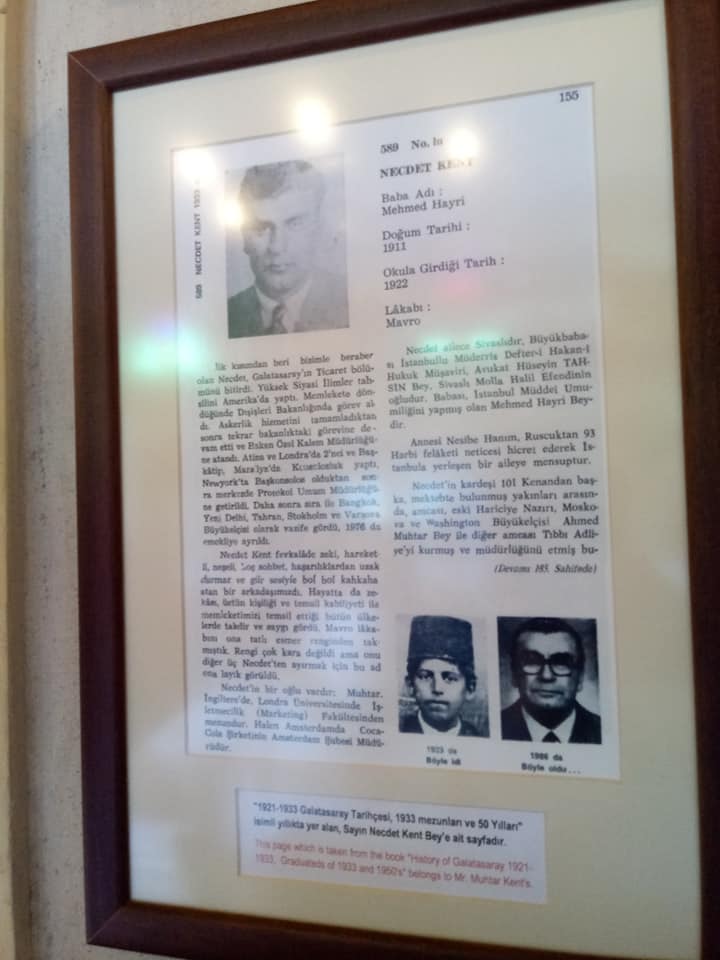 155
589 No. lu
NECDET KENT
Baba Adı :
Mehmed Hayri
Doğum Tarihi :
1911
Okula Girdiği Tarih :
1922
Lâkabı :
Mavro
589 NECDET KENT 1933
İlk kısmından beri bizimle beraber
olan Necdet, Galatasaray'ın Ticaret bölü-
münü bitirdi. Yüksek Siyasi İlimler tah-
silini Amerika'da yaptı. Memlekete dön-
düğünde Dışişleri Bakanlığında görev al-
dı. Askerlik hizmetini tamamladıktan
sonra tekrar bakanlıktaki görevine de-
vam etti ve Erken Özel Kalem Müdürlüğü-
ne atandı. Atina ve Londra'da 2'nci ve Baş-
kâtip, Marsilya'da Konsolosluk yaptı,
Newyork'ta Başkonsolos olduktan son-
ra merkezde Protokol Umum Müdürlüğü-
ne getirildi. Daha sonra sıra ile Bangkok,
Yeni Delhi, Tahran, Stokholm ve Varşova
Büyükelçisi olarak vazife gördü, 1976 da
emekliye ayrıldı.
Necdet Kent fevkalâde zeki, hareket-
li, neşeli, hoş sohbet, haşarılıklardan uzak
durmaz ve gür sesiyle bol bol kahkaha
atan bir arkadaşımızdı. Hayatta da ze-
kâsı, üstün kişiliği ve temsil kabiliyeti ile
memleketimizi temsil ettiği bütün ülke-
lerde takdir ve saygı gördü. Mavro lâka-
bını ona tatlı esmer renginden tak-
mıştık. Rengi çok kara değildi ama onu
diğer üç Necdet'ten ayırmak için bu ad
ona layık görüldü.
Necdet'in bir oğlu vardır: Muhtar.
İngiltere'de, Londra Üniversitesinde İş-
letmecilik (Marketing) Fakültesinden
mezundur. Halen Amsterdamda Coca-
Cola Şirketinin Amsterdam Şubesi Müdü-
rüdür.
Necdet ailece Sivaslıdır, Büyükbaba-
sı İstanbullu Müderris Defter-i Hakan-î
Hukuk Müşaviri, Avukat Hüseyin TAH-
SİN Bey, Sivaslı Molla Halil Efendinin
oğludur. Babası, İstanbul Müddei Umu-
miliğini yapmış olan Mehmed Hayri Bey-
dir.
Annesi Nesibe Hanım, Ruscuktan 93
Harbi felâketi neticesi hicret ederek İs-
tanbula yerleşen bir aileye mensuptur.
Necdet'in kardeşi 101 Kenandan baş-
ka, mektebte bulunmuş yakınları arasın-
da, amcası, eski Hariciye Nazırı, Mosko-
va ve Washington Büyükelçisi Ahmed
Muhtar Bey ile diğer amcası Tıbbı Adli-
ye'yi kurmuş ve müdürlüğünü etmiş bu-
(Devamı 185. Sahifede)
1933 da
Böyle idi
1986 da
Böyle oldu...
"1921-1933 Galatasaray Tarihçesi, 1933 mezunları ve 50 Yılları"
isimli yıllıkta yer alan, Sayın Necdet Kent Bey'e ait sayfadır.
This page which is taken from the book "History of Galatasaray 1921-
1933, Graduateds of 1933 and 1950's" belongs to Mr. Muhtar Kent's.